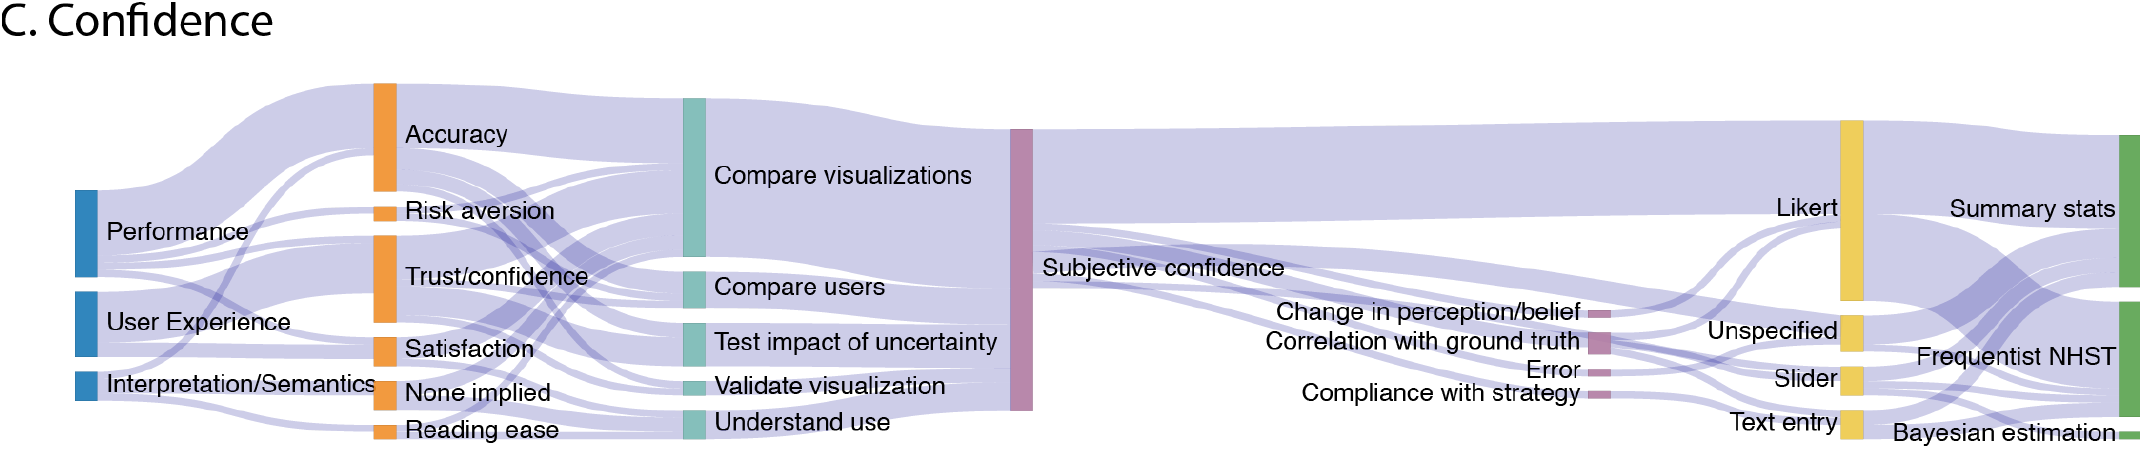 C. Confidence
Performance
User Experience
Interpretation/Semantics
Accuracy
Risk aversion
Trust/confidence
Satisfaction
None implied
Reading ease
Compare visualizations
Compare users
Test impact of uncertainty
Validate visualization
Understand use
Subjective confidence
Change in perception/belief
Correlation with ground truth
Error
Compliance with strategy
Likert
Unspecified
Slider
Text entry
Summary stats
Frequentist NHST
Bayesian estimation